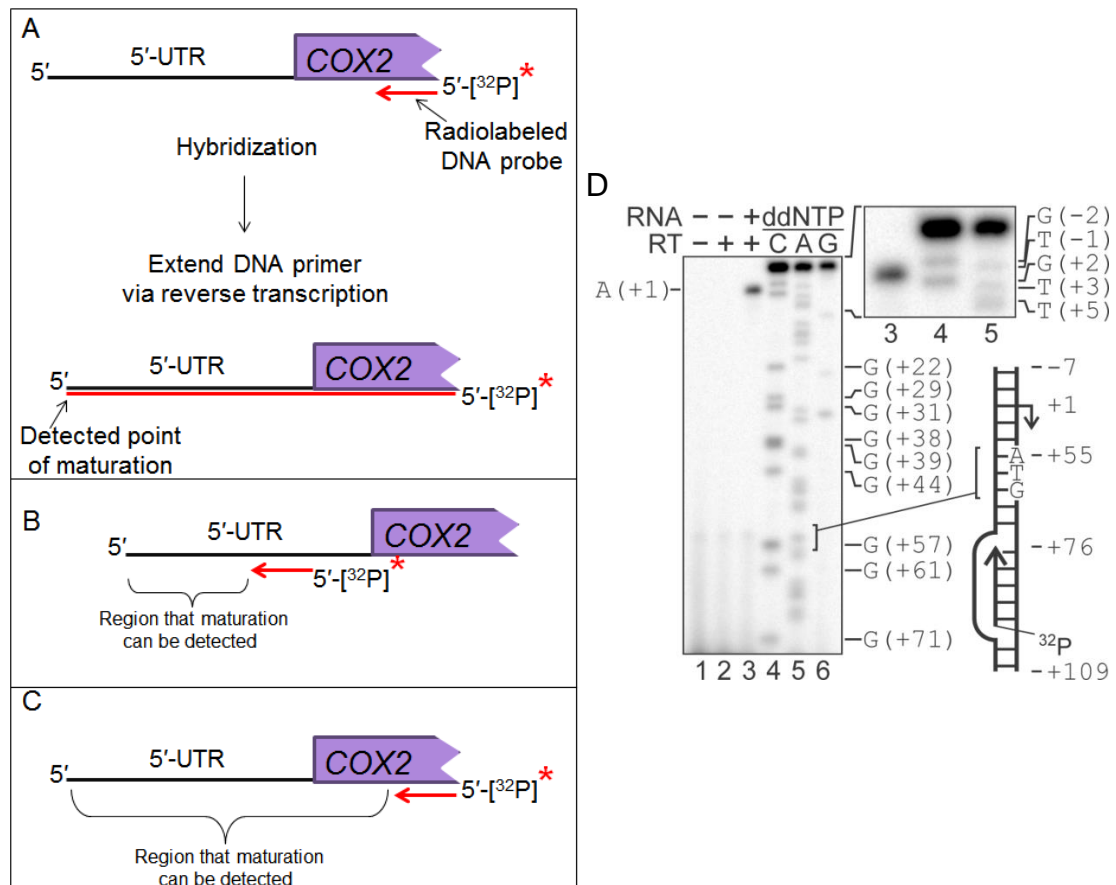 A
5′-UTR
5′
COX2
5′-[³²P]*
Radiolabeled
DNA probe
Hybridization
Extend DNA primer
via reverse transcription
5′-UTR
5′
COX2
5′-[³²P]*
Detected point
of maturation
B
5′-UTR
5′
COX2
5′-[³²P]*
Region that maturation
can be detected
C
5′-UTR
5′
COX2
5′-[³²P]*
Region that maturation
can be detected
D
RNA − − + ddNTP
RT − + + C A G
A(+1)
G(−2)
T(−1)
G(+2)
T(+3)
T(+5)
3 4 5
G(+22)
G(+29)
G(+31)
G(+38)
G(+39)
G(+44)
G(+57)
G(+61)
G(+71)
1 2 3 4 5 6
-7
+1
A +55
T
G
+76
³²P
+109